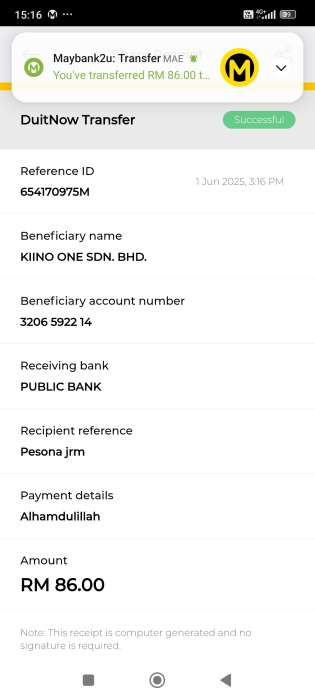 15:16
4G+
89
Maybank2u: Transfer MAE
You've transferred RM 86.00 t...
DuitNow Transfer
Successful
Reference ID
1 Jun 2025, 3:16 PM
654170975M
Beneficiary name
KIINO ONE SDN. BHD.
Beneficiary account number
3206 5922 14
Receiving bank
PUBLIC BANK
Recipient reference
Pesona jrm
Payment details
Alhamdulillah
Amount
RM 86.00
Note: This receipt is computer generated and no
signature is required.